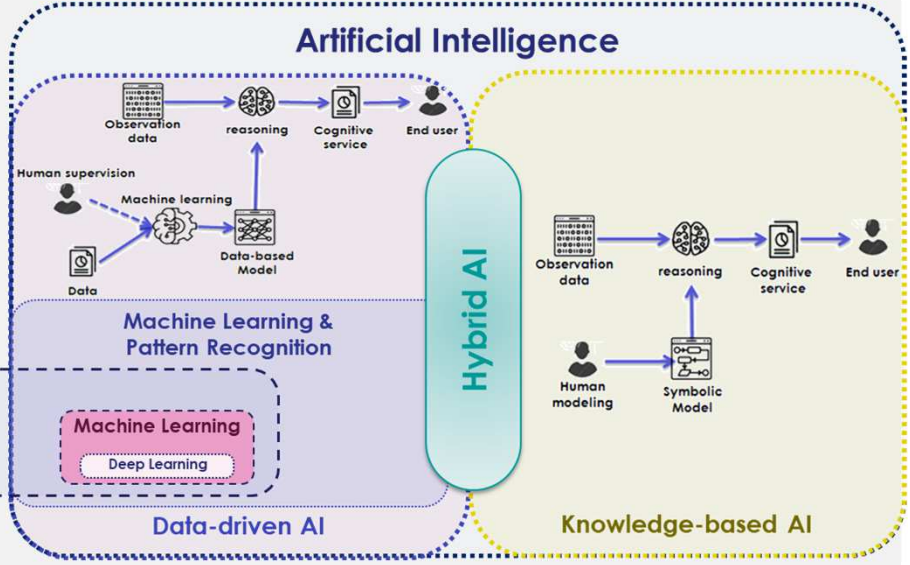 Artificial Intelligence
Observation
data
reasoning
Cognitive
service
End user
Human supervision
Machine learning
Data-based
Model
Data
Machine Learning &
Pattern Recognition
Machine Learning
Deep Learning
Data-driven AI
Hybrid AI
Observation
data
reasoning
Cognitive
service
End user
Human
modeling
Symbolic
Model
Knowledge-based AI